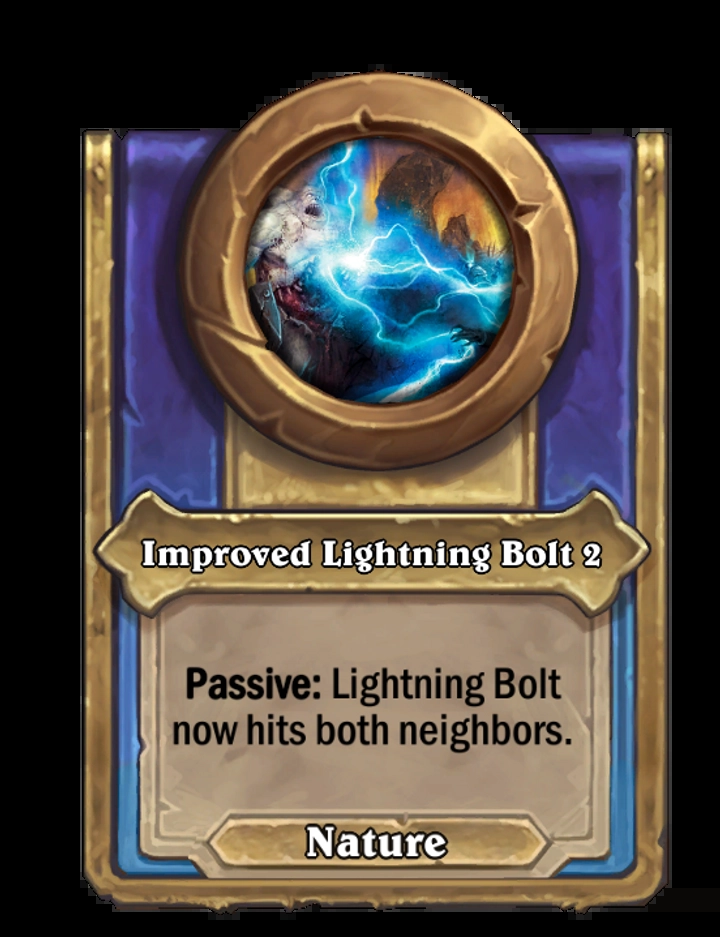 Improved Lightning Bolt 2
Passive: Lightning Bolt
now hits both neighbors.
Nature